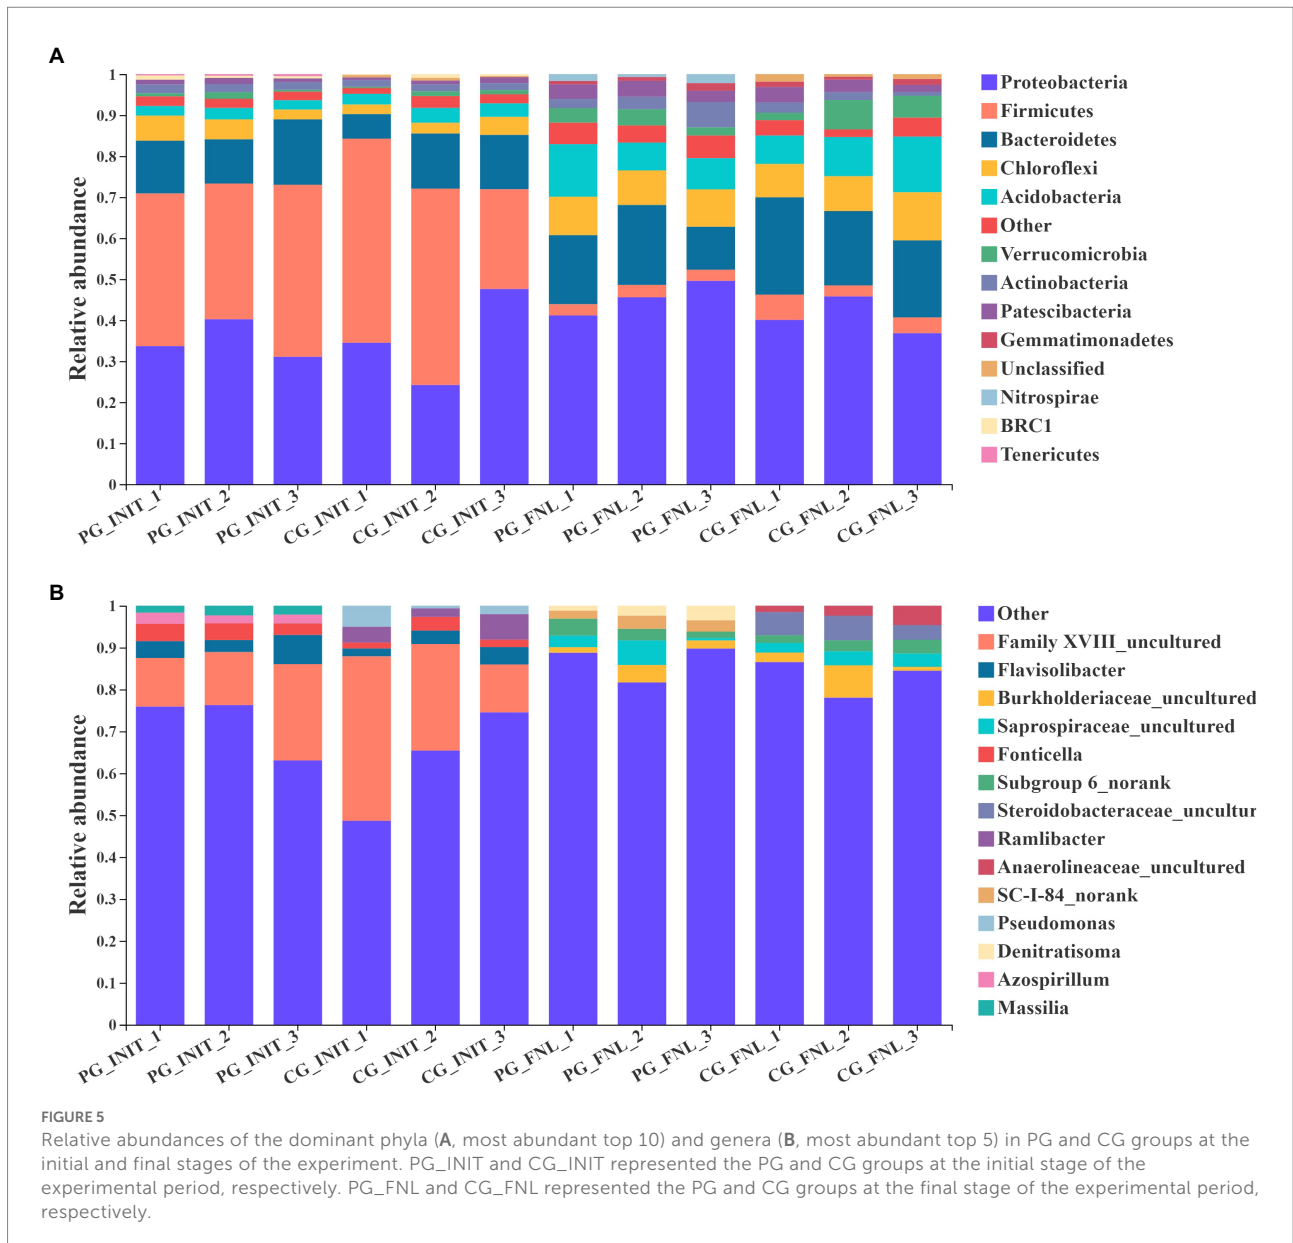 A
Relative abundance
1
0.9
0.8
0.7
0.6
0.5
0.4
0.3
0.2
0.1
0
PG_INIT_1
PG_INIT_2
PG_INIT_3
CG_INIT_1
CG_INIT_2
CG_INIT_3
PG_FNL_1
PG_FNL_2
PG_FNL_3
CG_FNL_1
CG_FNL_2
CG_FNL_3
Proteobacteria
Firmicutes
Bacteroidetes
Chloroflexi
Acidobacteria
Other
Verrucomicrobia
Actinobacteria
Patescibacteria
Gemmatimonadetes
Unclassified
Nitrospirae
BRC1
Tenericutes
B
Relative abundance
1
0.9
0.8
0.7
0.6
0.5
0.4
0.3
0.2
0.1
0
PG_INIT_1
PG_INIT_2
PG_INIT_3
CG_INIT_1
CG_INIT_2
CG_INIT_3
PG_FNL_1
PG_FNL_2
PG_FNL_3
CG_FNL_1
CG_FNL_2
CG_FNL_3
Other
Family XVIII_uncultured
Flavisolibacter
Burkholderiaceae_uncultured
Saprospiraceae_uncultured
Fonticella
Subgroup 6_norank
Steroidobacteraceae_uncultur
Ramlibacter
Anaerolineaceae_uncultured
SC-I-84_norank
Pseudomonas
Denitratisoma
Azospirillum
Massilia
FIGURE 5
Relative abundances of the dominant phyla (A, most abundant top 10) and genera (B, most abundant top 5) in PG and CG groups at the
initial and final stages of the experiment. PG_INIT and CG_INIT represented the PG and CG groups at the initial stage of the
experimental period, respectively. PG_FNL and CG_FNL represented the PG and CG groups at the final stage of the experimental period,
respectively.